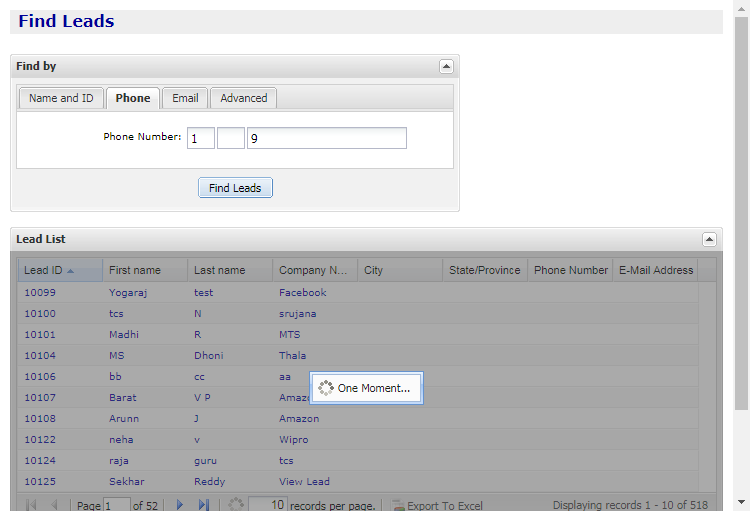 Find Leads
Find by
Name and ID Phone Email Advanced
Phone Number: 1 9
Find Leads
Lead List
Lead ID First name Last name Company N... City State/Province Phone Number E-Mail Address
10099 Yogaraj test Facebook
10100 tcs N srujana
10101 Madhi R MTS
10104 MS Dhoni Thala
10106 bb cc aa
One Moment...
10107 Barat V P Amazo
10108 Arunn J Amazon
10122 neha v Wipro
10124 raja guru tcs
10125 Sekhar Reddy View Lead
Page 1 of 52 10 records per page. Export To Excel Displaying records 1 - 10 of 518